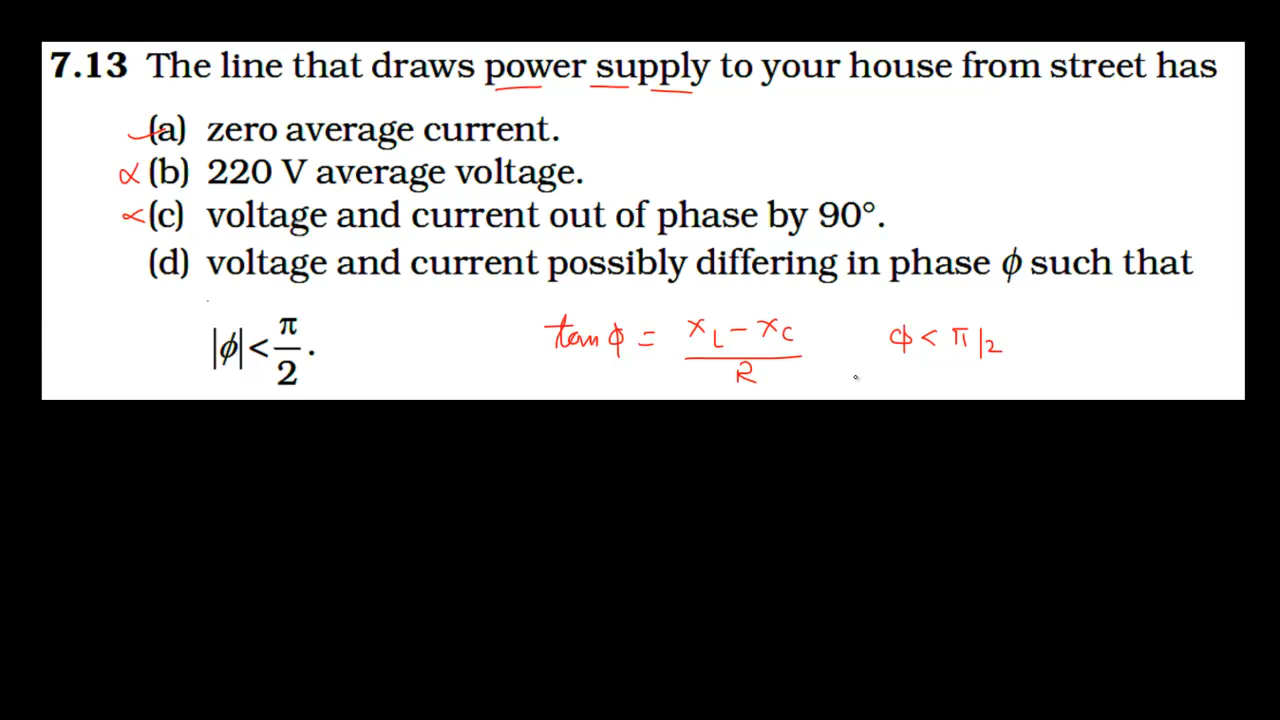 7.13 The line that draws power supply to your house from street has
(a) zero average current.
(b) 220 V average voltage.
(c) voltage and current out of phase by 90°.
(d) voltage and current possibly differing in phase ϕ such that
|ϕ| < π/2 .
tan ϕ = (X_L - X_C)/R ϕ < π/2